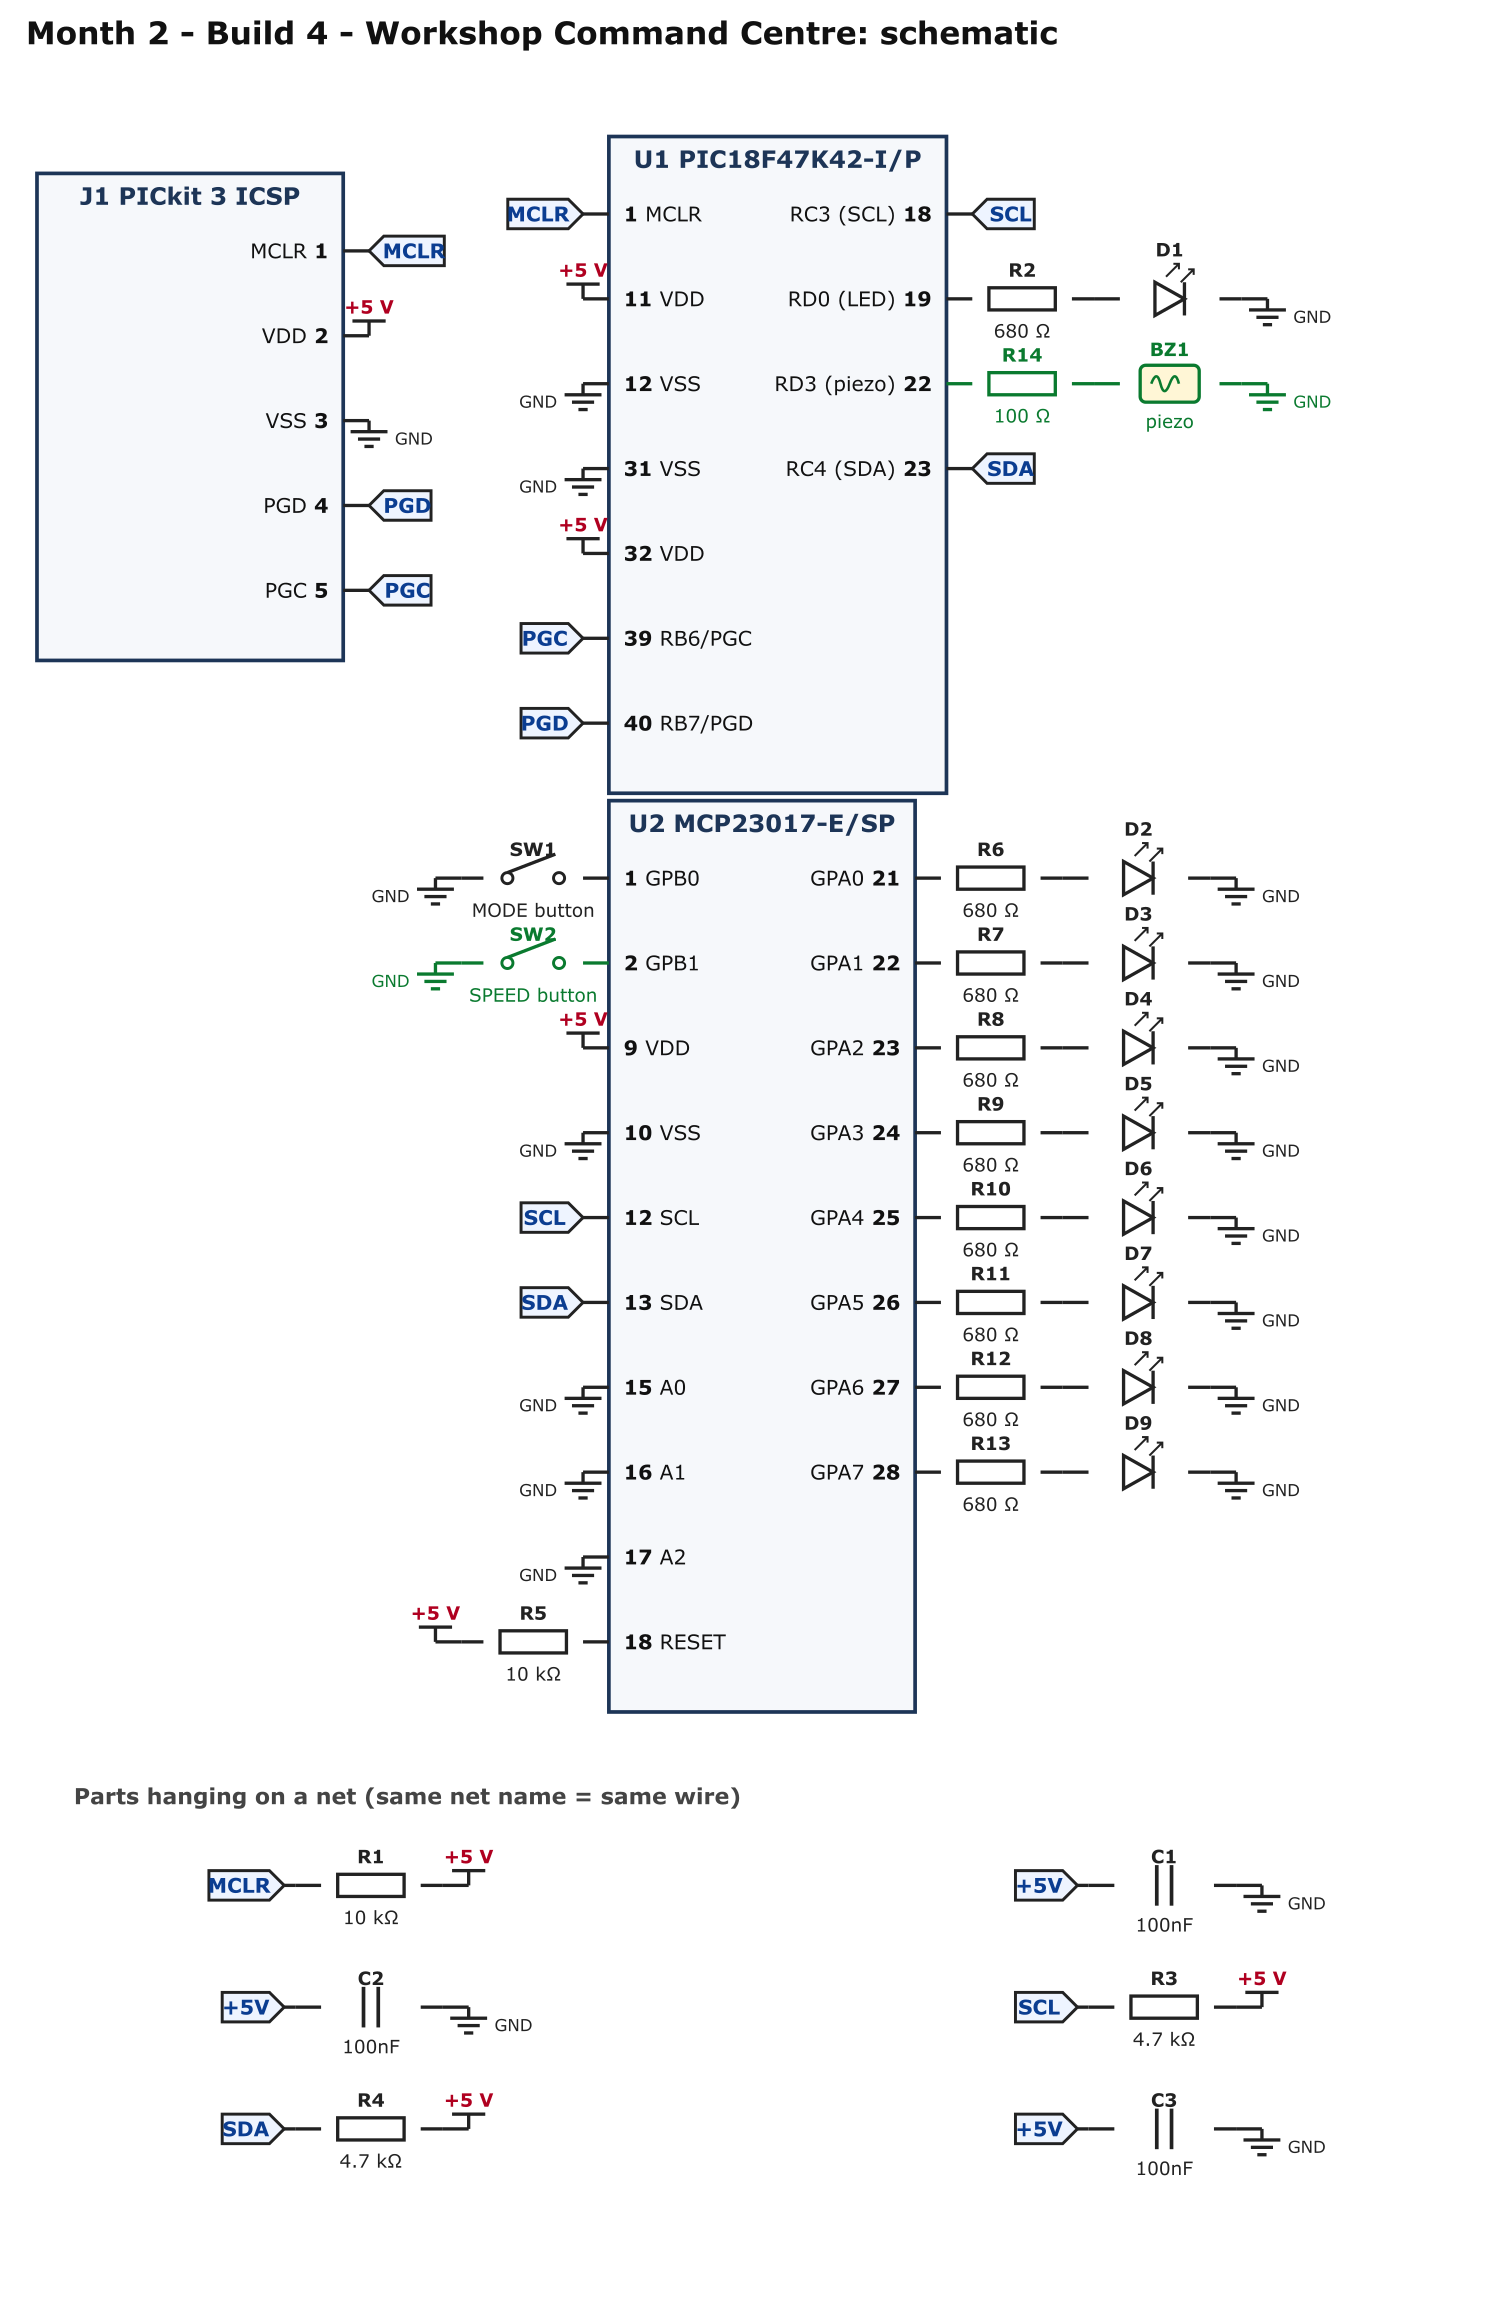 Month 2 - Build 4 - Workshop Command Centre: schematic
J1 PICkit 3 ICSP
MCLR 1
MCLR
+5 V
VDD 2
VSS 3
GND
PGD 4
PGD
PGC 5
PGC
U1 PIC18F47K42-I/P
MCLR
1 MCLR
RC3 (SCL) 18
SCL
+5 V
11 VDD
RD0 (LED) 19
R2
680 Ω
D1
GND
GND
12 VSS
RD3 (piezo) 22
R14
100 Ω
BZ1
piezo
GND
GND
31 VSS
RC4 (SDA) 23
SDA
+5 V
32 VDD
PGC
39 RB6/PGC
PGD
40 RB7/PGD
U2 MCP23017-E/SP
GND
SW1
MODE button
1 GPB0
GPA0 21
R6
680 Ω
D2
GND
GND
SW2
SPEED button
2 GPB1
GPA1 22
R7
680 Ω
D3
GND
+5 V
9 VDD
GPA2 23
R8
680 Ω
D4
GND
GND
10 VSS
GPA3 24
R9
680 Ω
D5
GND
SCL
12 SCL
GPA4 25
R10
680 Ω
D6
GND
SDA
13 SDA
GPA5 26
R11
680 Ω
D7
GND
GND
15 A0
GPA6 27
R12
680 Ω
D8
GND
GND
16 A1
GPA7 28
R13
680 Ω
D9
GND
GND
17 A2
+5 V
R5
10 kΩ
18 RESET
Parts hanging on a net (same net name = same wire)
MCLR
R1
10 kΩ
+5 V
+5V
C1
100nF
GND
+5V
C2
100nF
GND
SCL
R3
4.7 kΩ
+5 V
SDA
R4
4.7 kΩ
+5 V
+5V
C3
100nF
GND